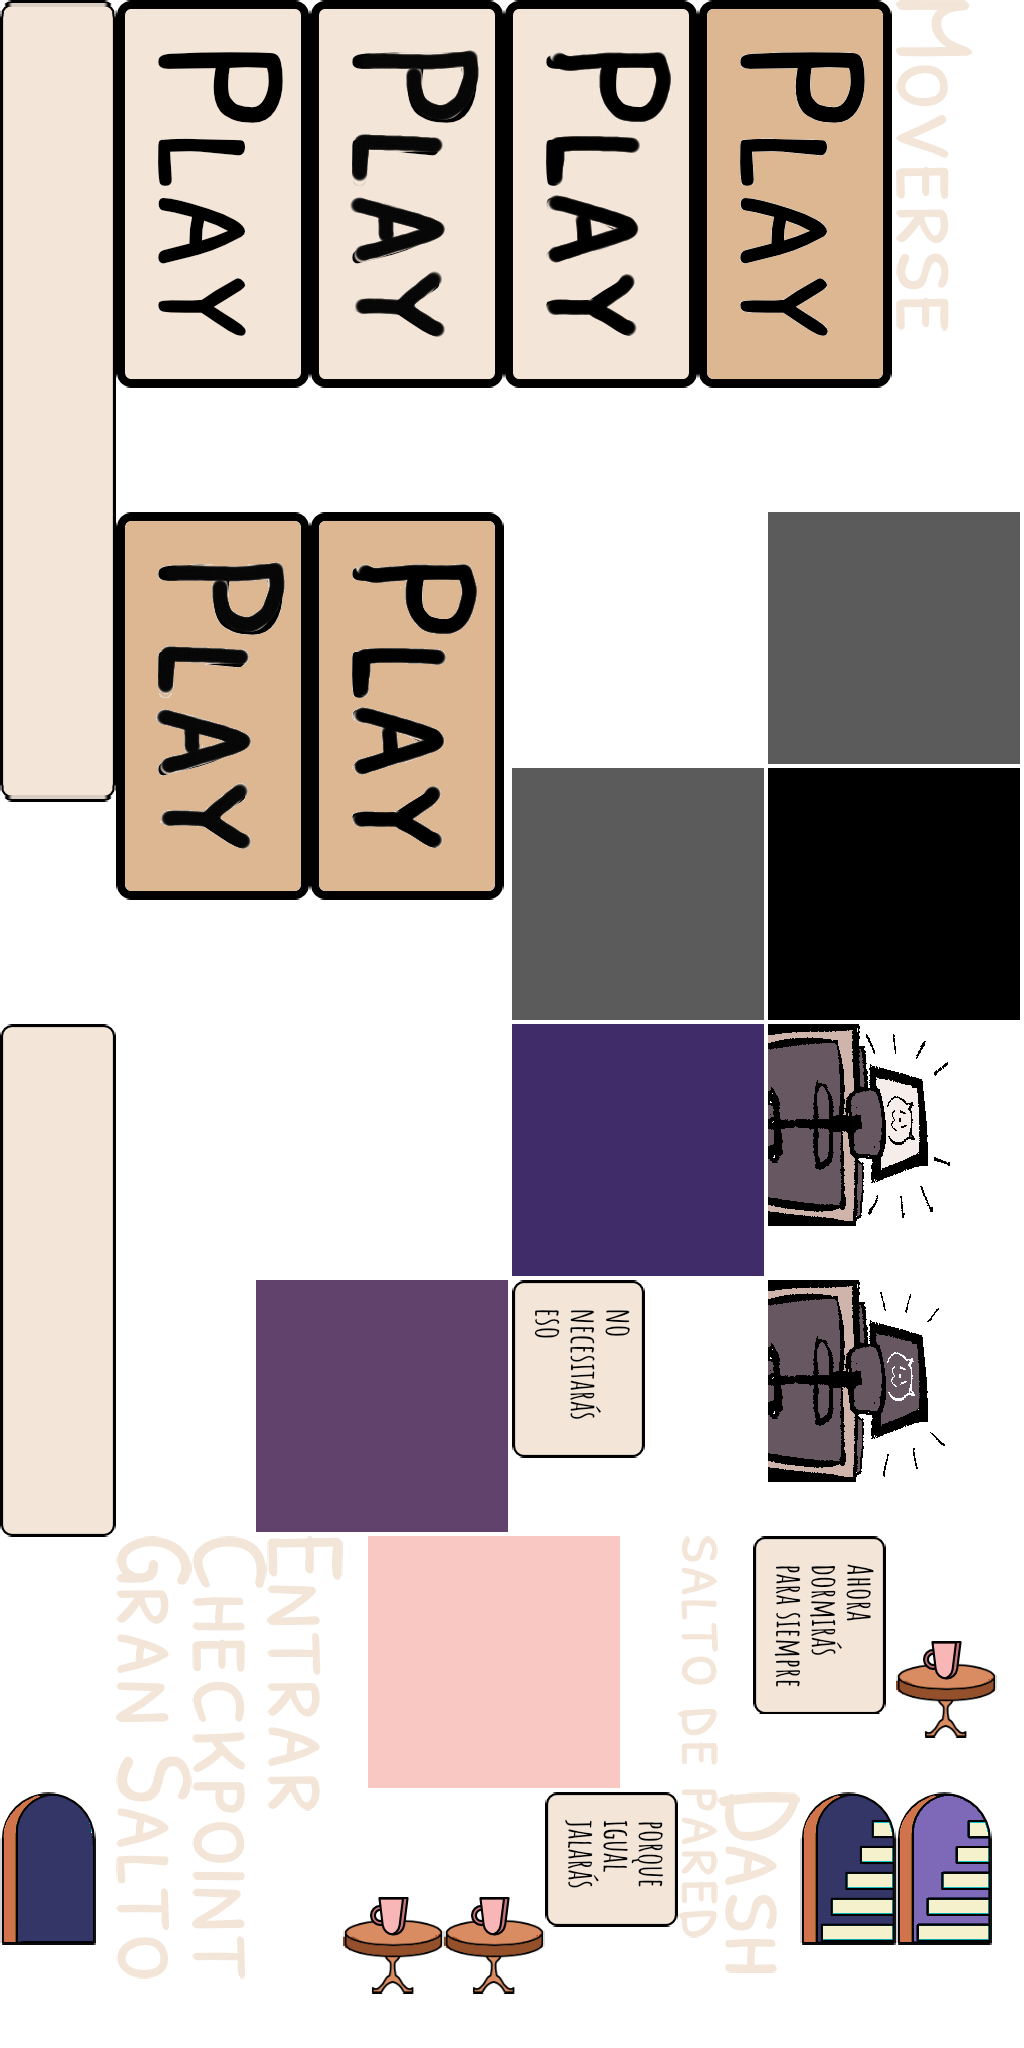 PLAY
PLAY
PLAY
PLAY
MOVERSE
PLAY
PLAY
NO
NECESITARÁS
ESO
ENTRAR
CHECKPOINT
GRAN SALTO
SALTO DE PARED
AHORA
DORMIRÁS
PARA SIEMPRE
PORQUE
IGUAL
JALARÁS
DASH